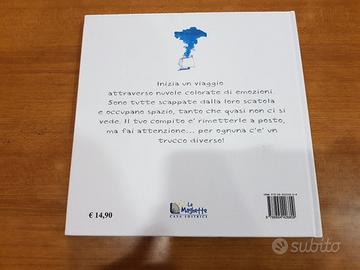 Inizia un viaggio
attraverso nuvole colorate di emozioni.
Sono tutte scappate dalla loro scatola
e occupano spazio, tanto che quasi non ci si
vede. Il tuo compito e' rimetterle a posto,
ma fai attenzione... per ognuna c'e' un
trucco diverso!
€ 14,90
La
Maghetta
CASA EDITRICE
subito